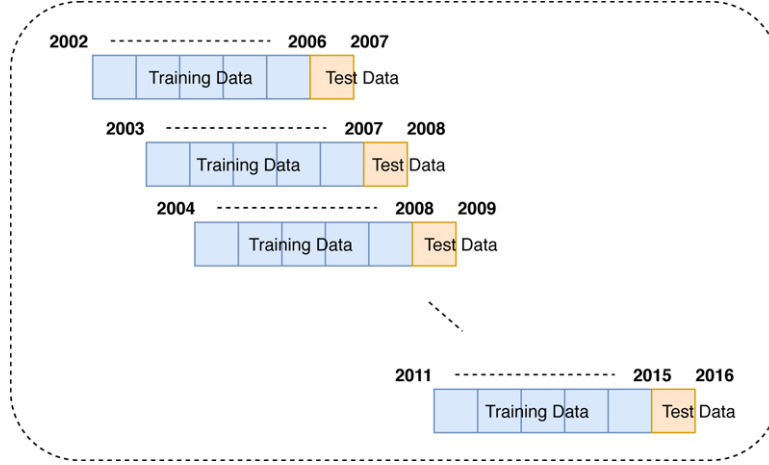 2002 2006 2007
Training Data Test Data
2003 2007 2008
Training Data Test Data
2004 2008 2009
Training Data Test Data
2011 2015 2016
Training Data Test Data